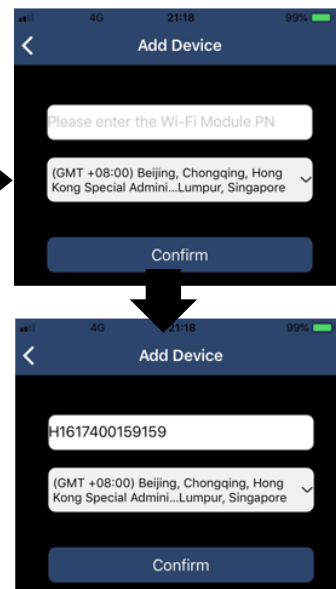 4G 21:18 99%
Add Device
Please enter the Wi-Fi Module PN
(GMT +08:00) Beijing, Chongqing, Hong
Kong Special Admini...Lumpur, Singapore
Confirm
4G 21:18 99%
Add Device
H1617400159159
(GMT +08:00) Beijing, Chongqing, Hong
Kong Special Admini...Lumpur, Singapore
Confirm